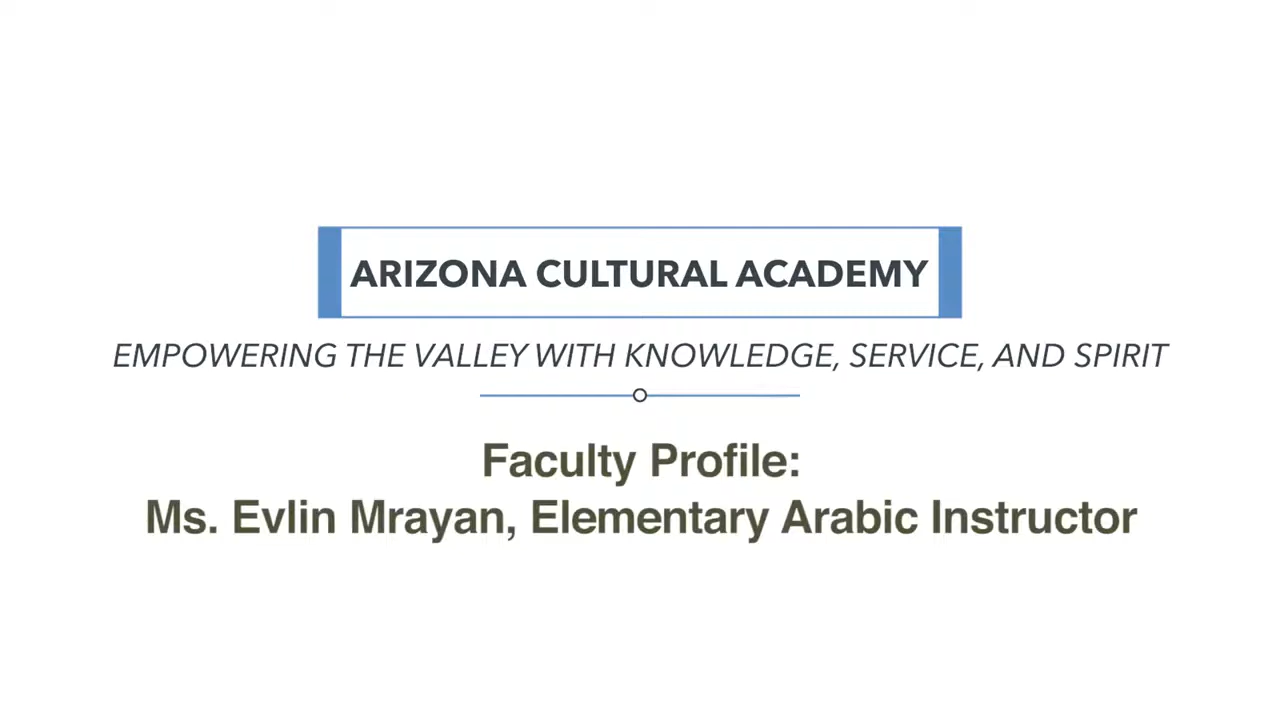 ARIZONA CULTURAL ACADEMY
EMPOWERING THE VALLEY WITH KNOWLEDGE, SERVICE, AND SPIRIT
Faculty Profile:
Ms. Evlin Mrayan, Elementary Arabic Instructor